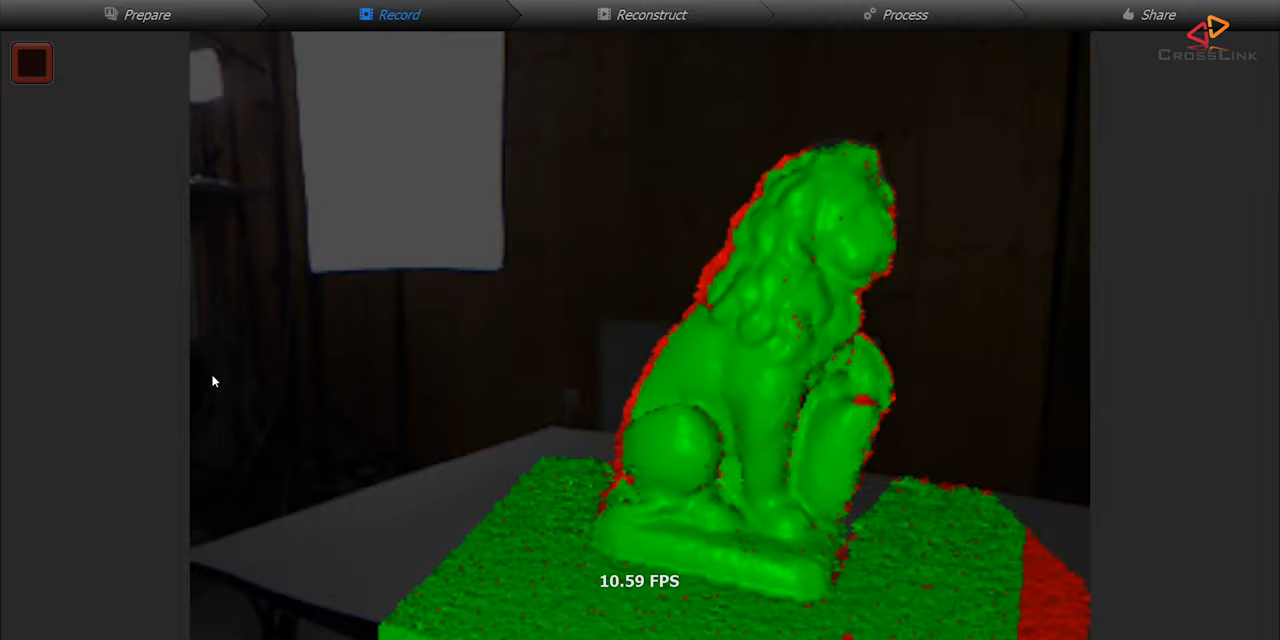 Prepare
Record
Reconstruct
Process
Share
CROSSLINK
10.59 FPS